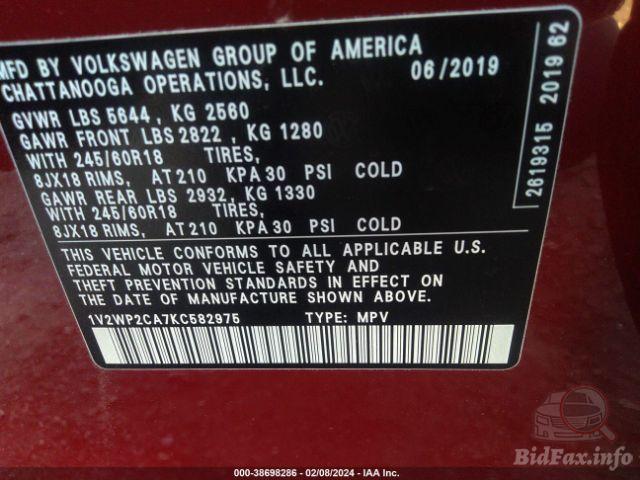 MFD BY VOLKSWAGEN GROUP OF AMERICA
CHATTANOOGA OPERATIONS, LLC. 06/2019
GVWR LBS 5644 , KG 2560
GAWR FRONT LBS 2822 , KG 1280
WITH 245/60R18 TIRES,
8JX18 RIMS, AT 210 KPA 30 PSI COLD
GAWR REAR LBS 2932, KG 1330
WITH 245/60R18 TIRES,
8JX18 RIMS, AT 210 KPA 30 PSI COLD
THIS VEHICLE CONFORMS TO ALL APPLICABLE U.S.
FEDERAL MOTOR VEHICLE SAFETY AND
THEFT PREVENTION STANDARDS IN EFFECT ON
THE DATE OF MANUFACTURE SHOWN ABOVE.
1V2WP2CA7KC582975 TYPE: MPV
2619315 2019 62
BidFax.info
000-38698286 - 02/08/2024 - IAA Inc.